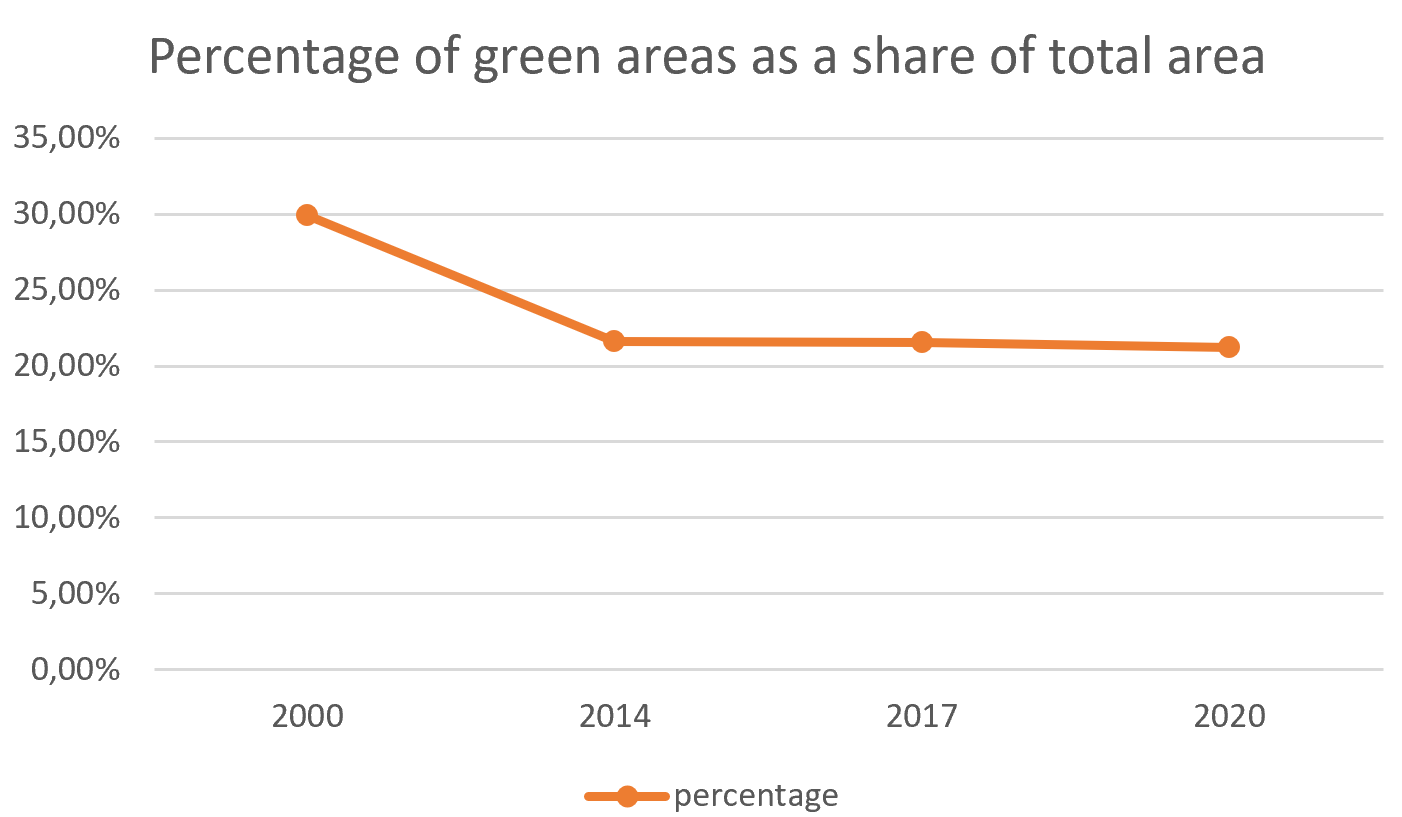 Percentage of green areas as a share of total area
35,00%
30,00%
25,00%
20,00%
15,00%
10,00%
5,00%
0,00%
2000 2014 2017 2020
percentage